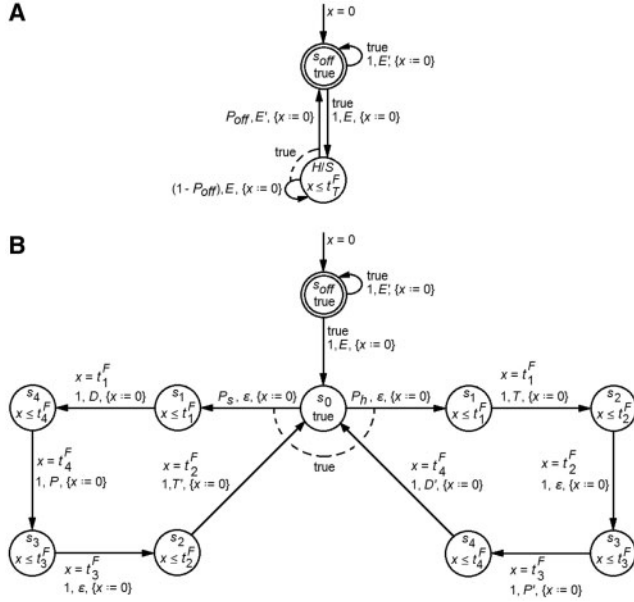 A
x = 0
s_off
true
true
1, E', {x := 0}
P_off, E', {x := 0}
true
1, E, {x := 0}
true
(1 - P_off), E, {x := 0}
H/S
x ≤ t_T^F
B
x = 0
s_off
true
true
1, E', {x := 0}
true
1, E, {x := 0}
s_4
x ≤ t_4^F
x = t_1^F
1, D, {x := 0}
s_1
x ≤ t_1^F
P_s, ε, {x := 0}
s_0
true
P_h, ε, {x := 0}
s_1
x ≤ t_1^F
x = t_1^F
1, T, {x := 0}
s_2
x ≤ t_2^F
true
x = t_4^F
1, P, {x := 0}
x = t_2^F
1, T', {x := 0}
x = t_4^F
1, D', {x := 0}
x = t_2^F
1, ε, {x := 0}
s_3
x ≤ t_3^F
x = t_3^F
1, ε, {x := 0}
s_2
x ≤ t_2^F
s_4
x ≤ t_4^F
x = t_3^F
1, P', {x := 0}
s_3
x ≤ t_3^F